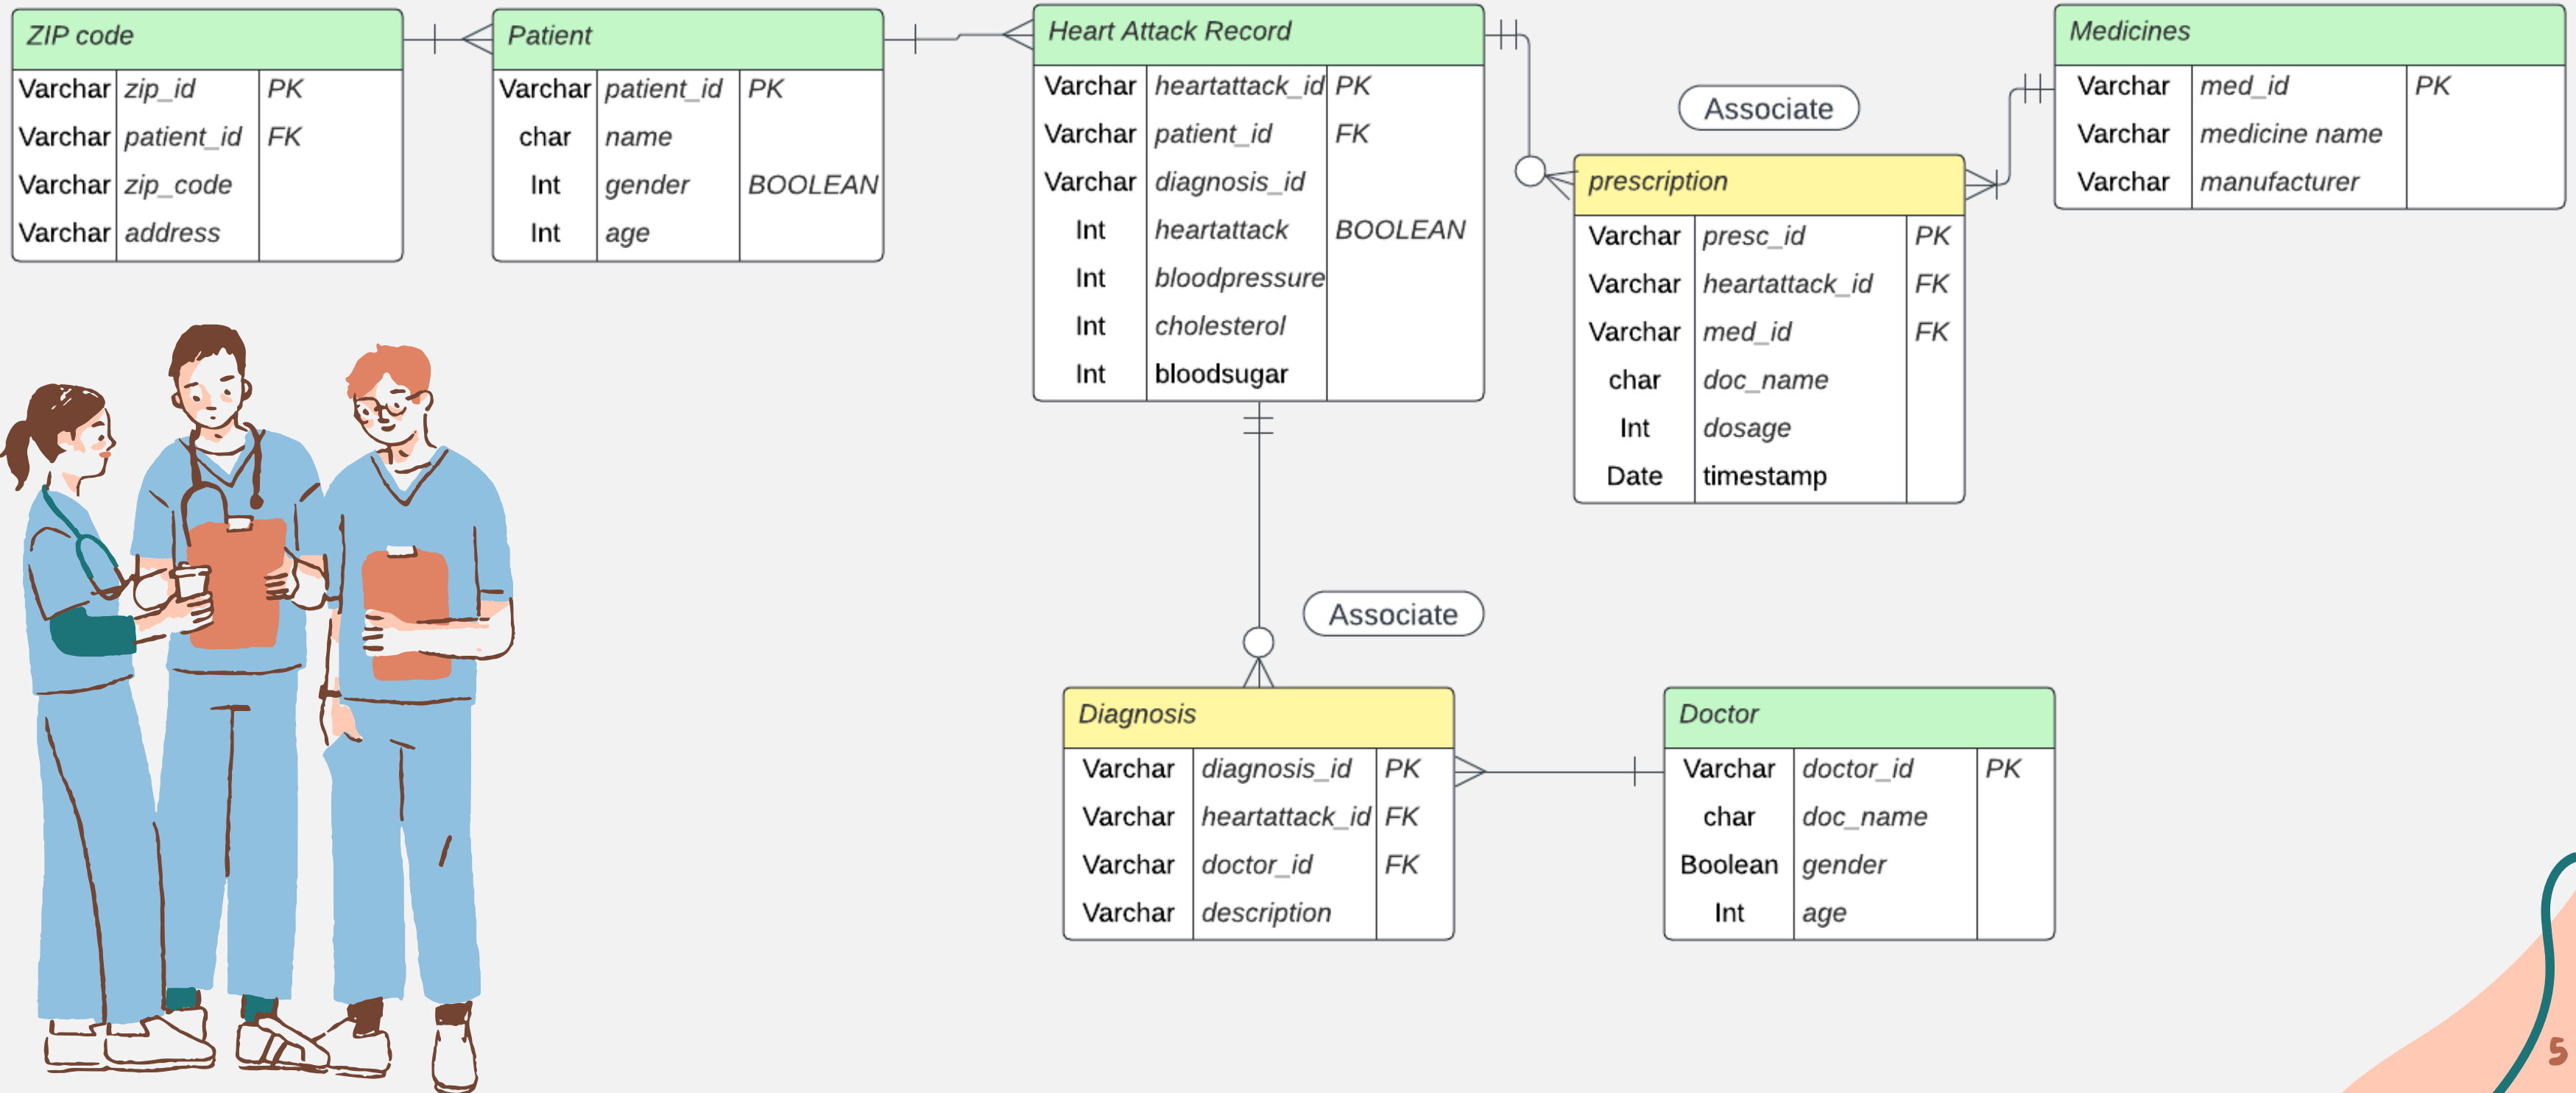 ZIP code
Varchar zip_id PK
Varchar patient_id FK
Varchar zip_code
Varchar address
Patient
Varchar patient_id PK
char name
Int gender BOOLEAN
Int age
Heart Attack Record
Varchar heartattack_id PK
Varchar patient_id FK
Varchar diagnosis_id
Int heartattack BOOLEAN
Int bloodpressure
Int cholesterol
Int bloodsugar
Associate
prescription
Varchar presc_id PK
Varchar heartattack_id FK
Varchar med_id FK
char doc_name
Int dosage
Date timestamp
Medicines
Varchar med_id PK
Varchar medicine name
Varchar manufacturer
Associate
Diagnosis
Varchar diagnosis_id PK
Varchar heartattack_id FK
Varchar doctor_id FK
Varchar description
Doctor
Varchar doctor_id PK
char doc_name
Boolean gender
Int age
5